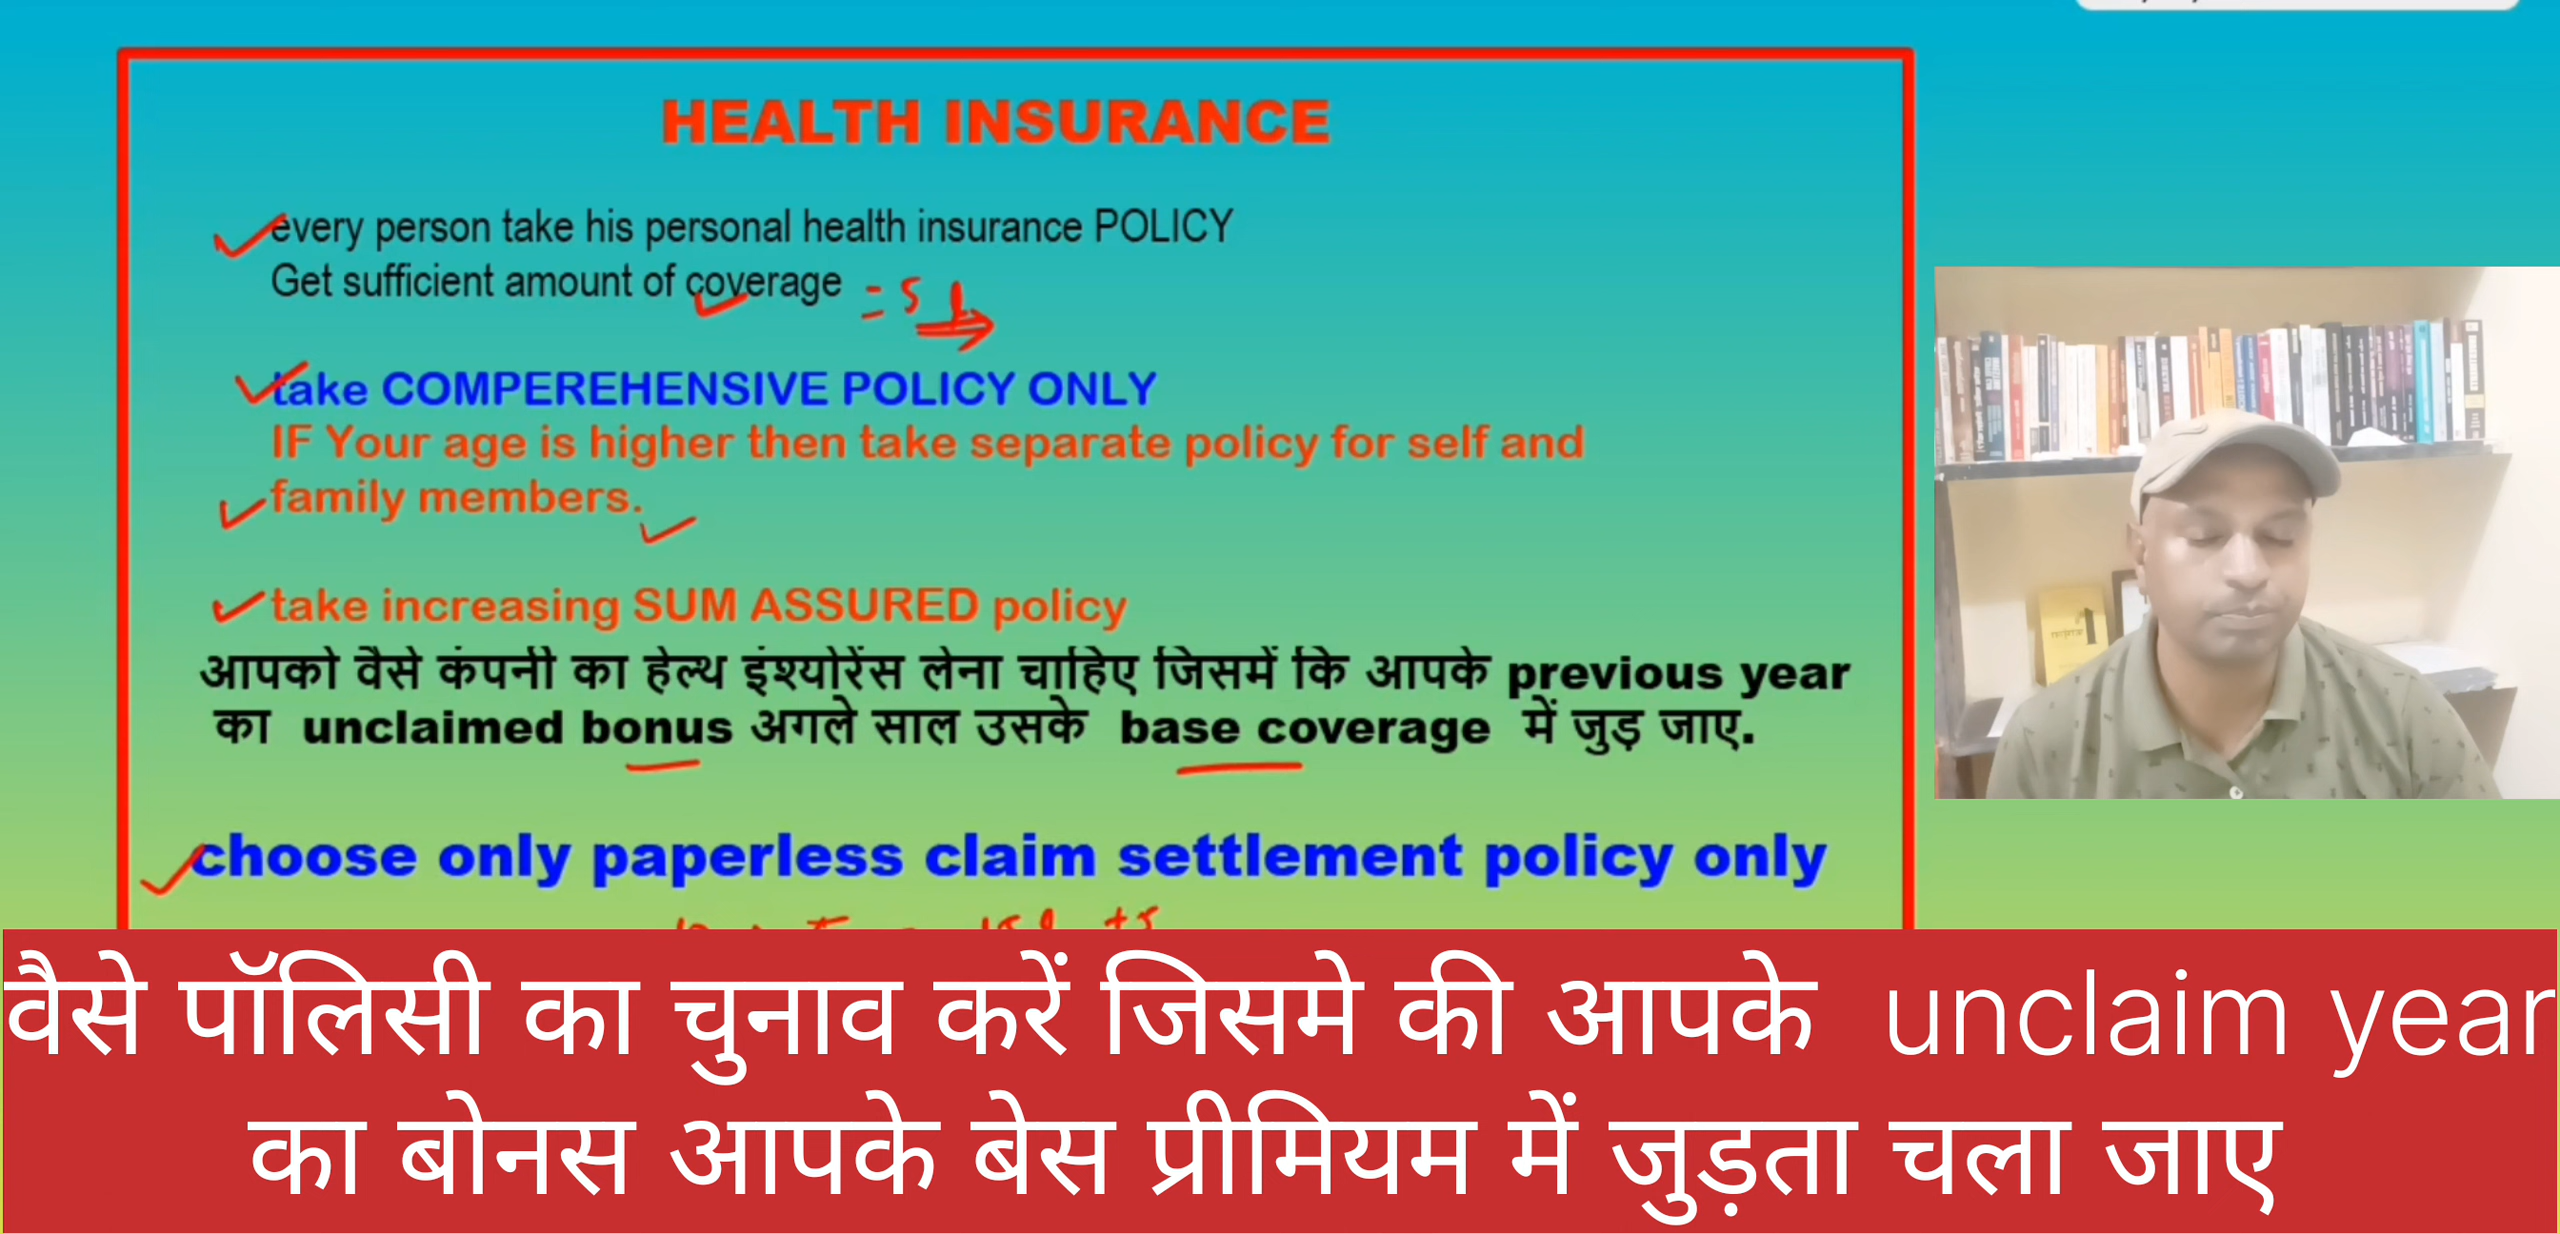 HEALTH INSURANCE
every person take his personal health insurance POLICY
Get sufficient amount of coverage = 5 L
take COMPEREHENSIVE POLICY ONLY
IF Your age is higher then take separate policy for self and
family members.
take increasing SUM ASSURED policy
आपको वैसे कंपनी का हेल्थ इंश्योरेंस लेना चाहिए जिसमें कि आपके previous year
का unclaimed bonus अगले साल उसके base coverage में जुड़ जाए.
choose only paperless claim settlement policy only
वैसे पॉलिसी का चुनाव करें जिसमे की आपके unclaim year
का बोनस आपके बेस प्रीमियम में जुड़ता चला जाए